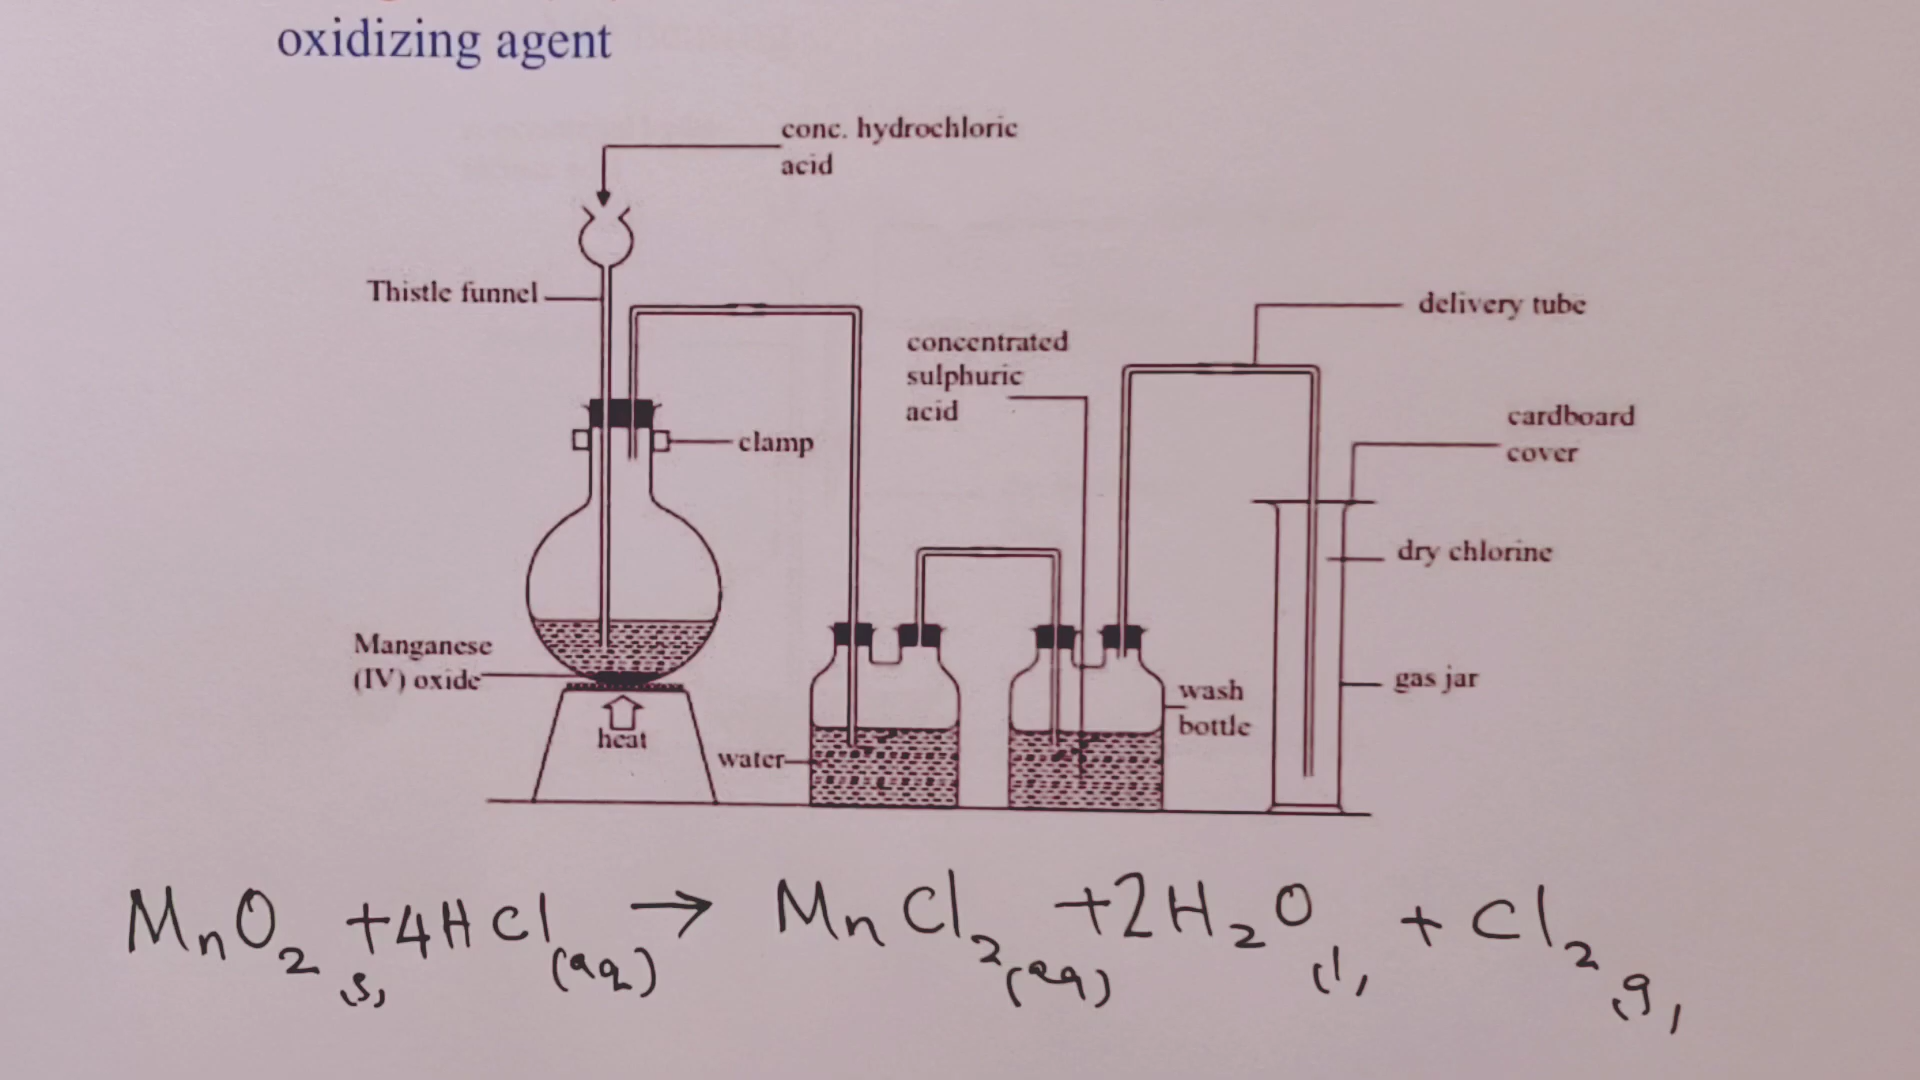 oxidizing agent
conc. hydrochloric
acid
Thistle funnel
delivery tube
concentrated
sulphuric
acid
cardboard
cover
clamp
dry chlorine
Manganese
(IV) oxide
gas jar
wash
bottle
heat
water
MnO₂(s) + 4HCl(aq) → MnCl₂(aq) + 2H₂O(l) + Cl₂(g)